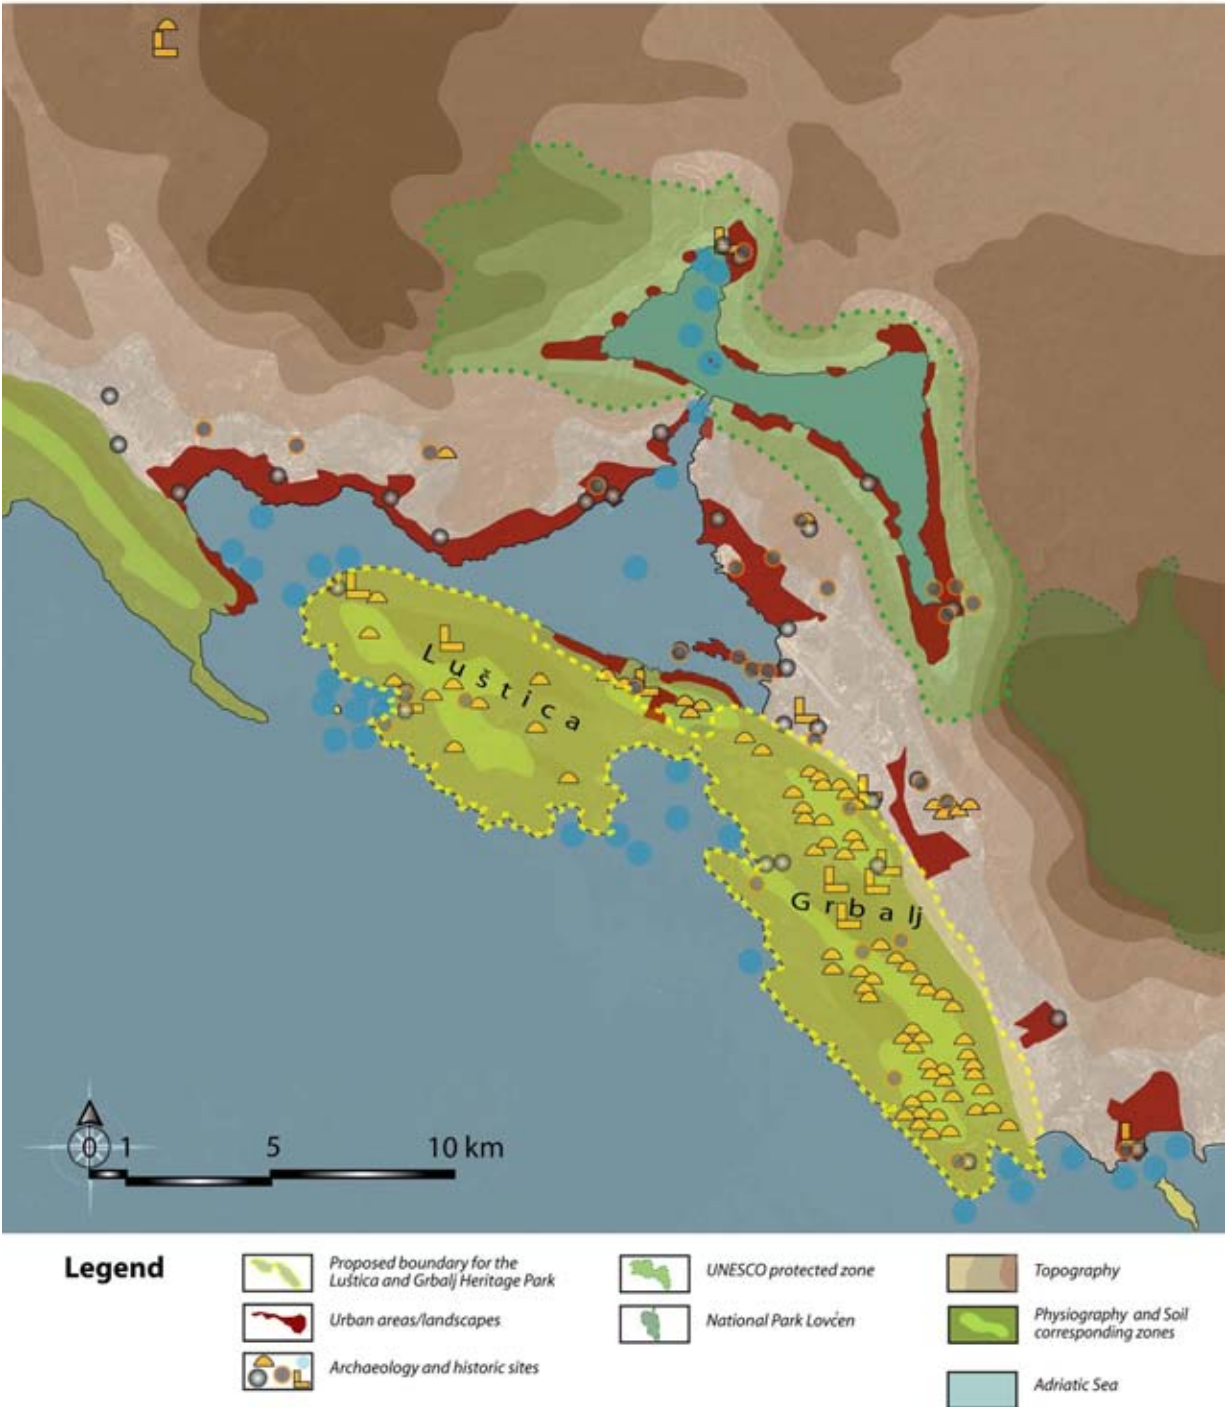 Luštica
Grbalj
0 1 5 10 km
Legend
Proposed boundary for the
Luštica and Grbalj Heritage Park
Urban areas/landscapes
Archaeology and historic sites
UNESCO protected zone
National Park Lovćen
Topography
Physiography and Soil
corresponding zones
Adriatic Sea